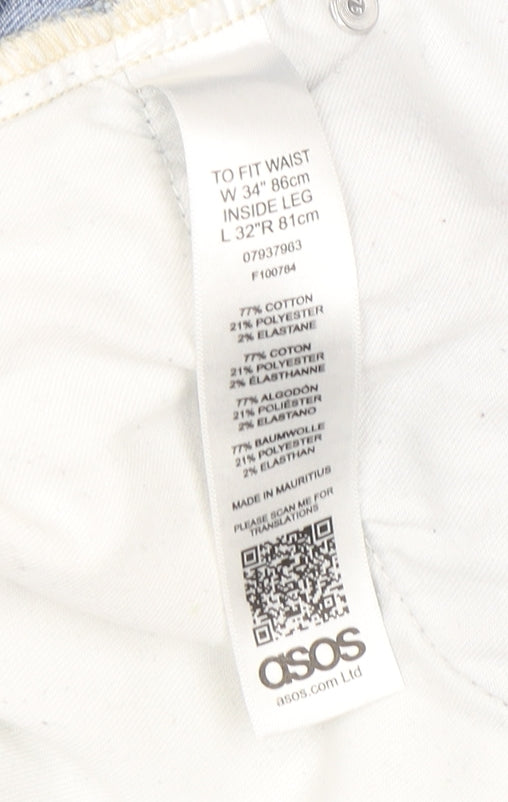 TO FIT WAIST
W 34" 86cm
INSIDE LEG
L 32"R 81cm
07937963
F100784
77% COTTON
21% POLYESTER
2% ELASTANE
77% COTON
21% POLYESTER
2% ÉLASTHANNE
77% ALGODÓN
21% POLIÉSTER
2% ELASTANO
77% BAUMWOLLE
21% POLYESTER
2% ELASTHAN
MADE IN MAURITIUS
PLEASE SCAN ME FOR
TRANSLATIONS
asos
asos.com Ltd